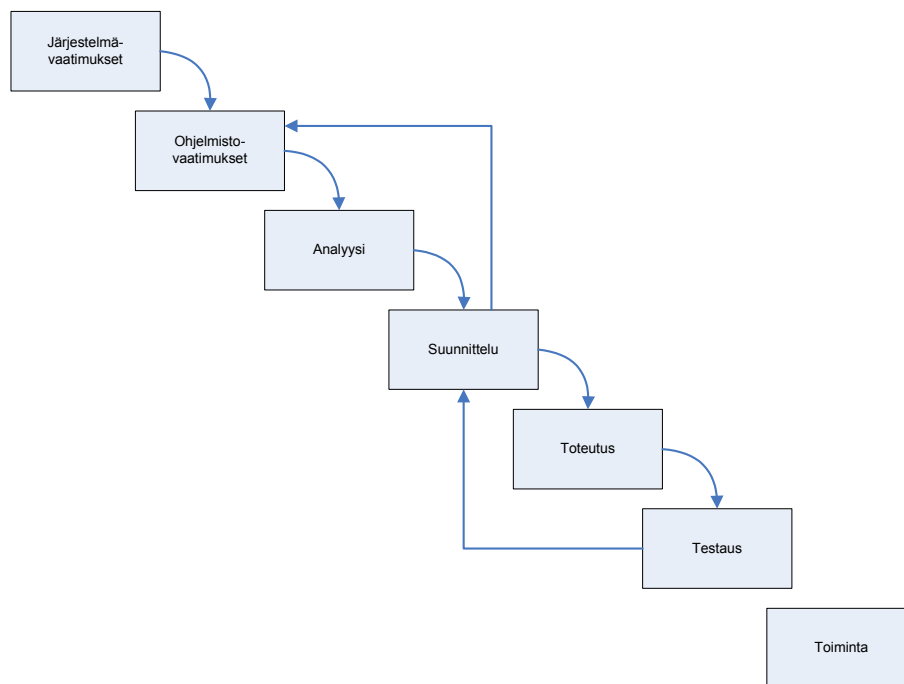 Järjestelmä-
vaatimukset
Ohjelmisto-
vaatimukset
Analyysi
Suunnittelu
Toteutus
Testaus
Toiminta